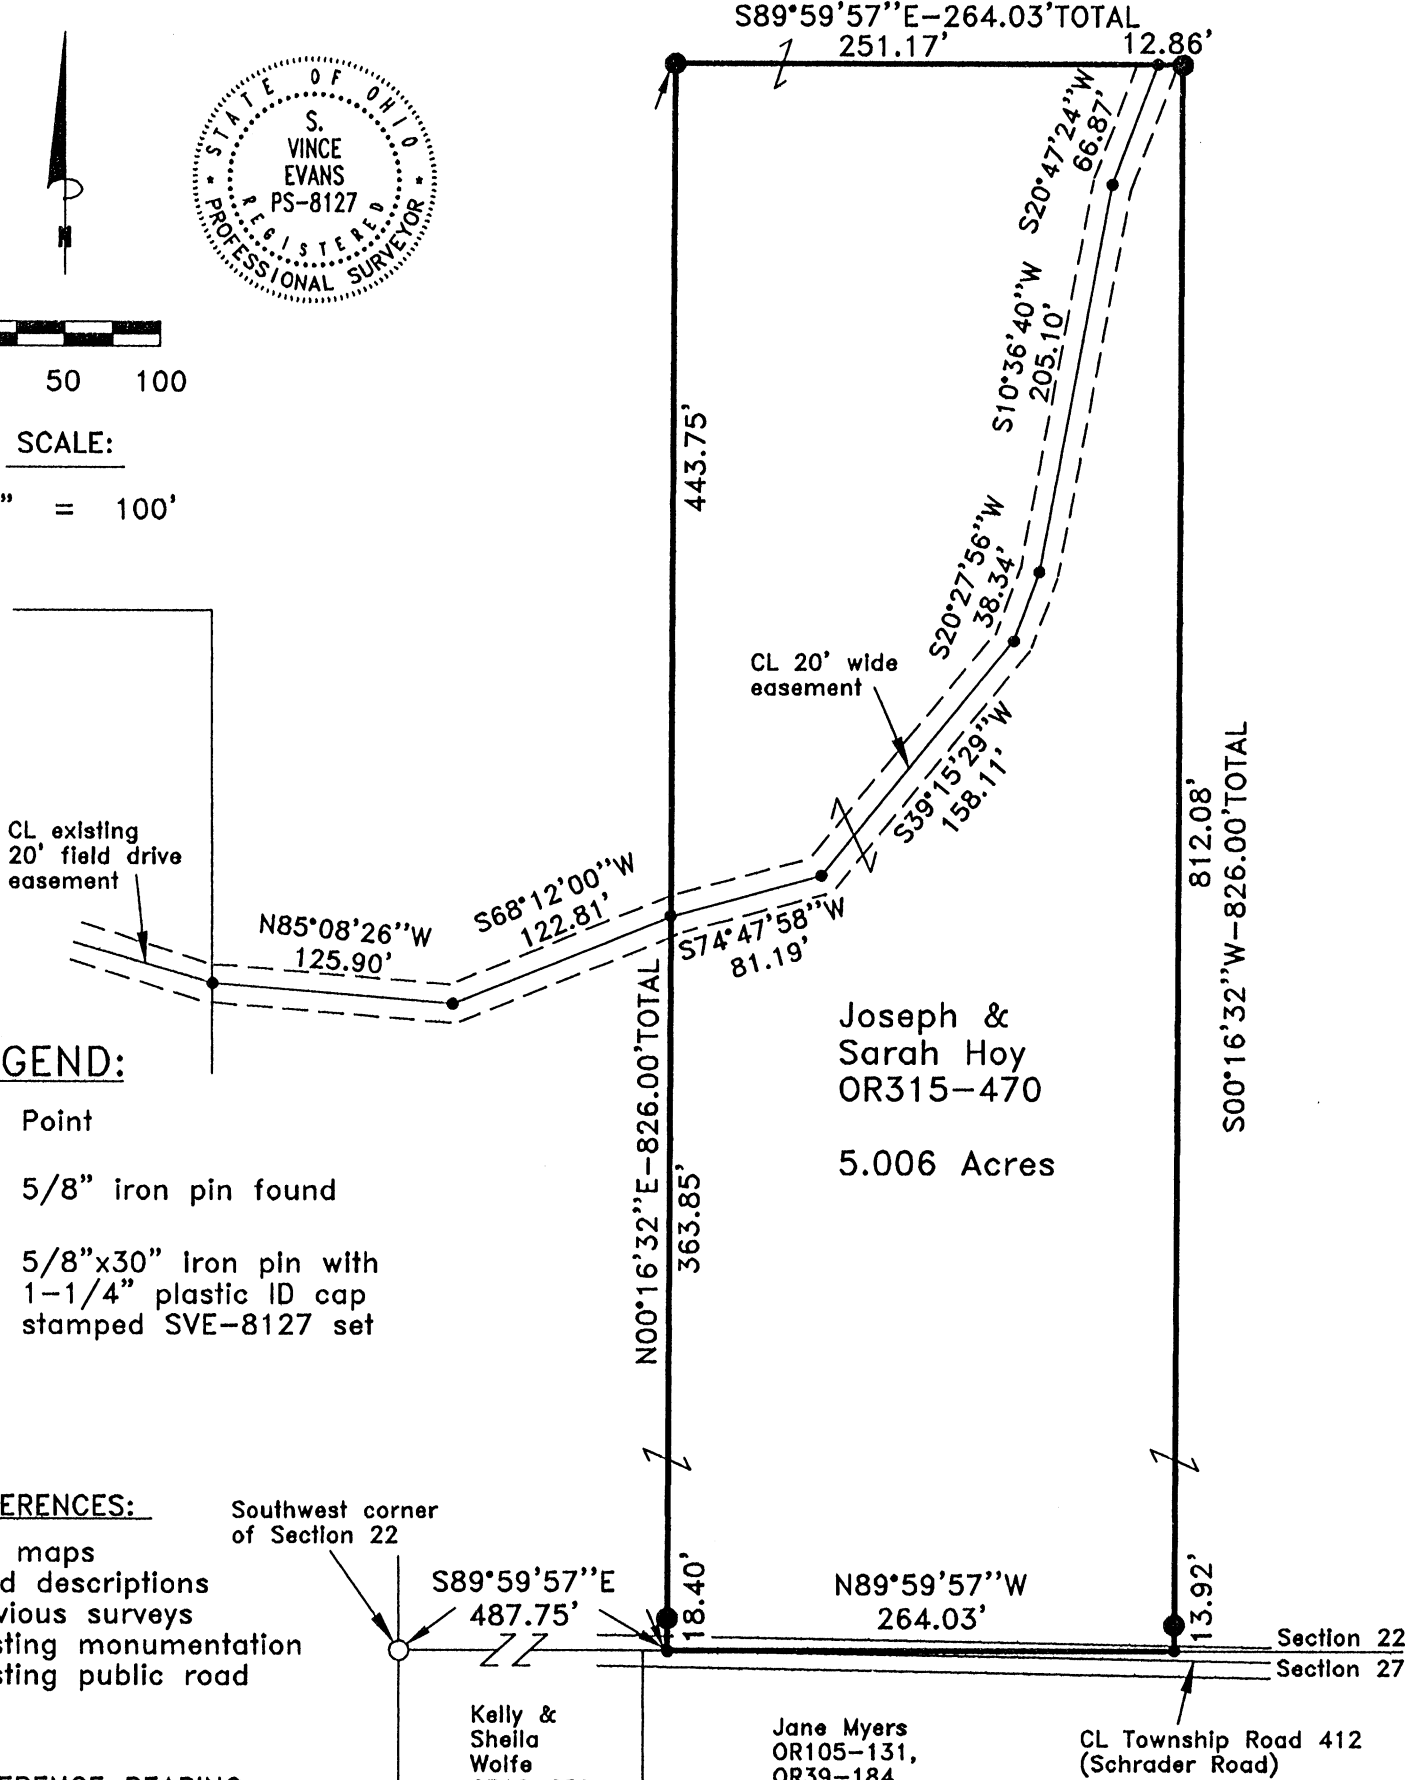 S89°59'57"E-264.03'TOTAL
251.17'
12.86'
STATE OF OHIO
S.
VINCE
EVANS
PS-8127
REGISTERED
* PROFESSIONAL SURVEYOR *
N
50 100
SCALE:
" = 100'
S20°47'24"W
66.87'
S10°36'40"W
205.10'
443.75'
S20°27'56"W
38.34'
CL 20' wide
easement
S39°15'29"W
158.11'
812.08'
S00°16'32"W-826.00'TOTAL
CL existing
20' field drive
easement
N85°08'26"W
125.90'
S68°12'00"W
122.81'
S74°47'58"W
81.19'
N00°16'32"E-826.00'TOTAL
363.85'
Joseph &
Sarah Hoy
OR315-470
5.006 Acres
GEND:
Point
5/8" iron pin found
5/8"x30" iron pin with
1-1/4" plastic ID cap
stamped SVE-8127 set
ERENCES:
maps
d descriptions
vious surveys
sting monumentation
sting public road
Southwest corner
of Section 22
S89°59'57"E
487.75'
18.40'
N89°59'57"W
264.03'
13.92'
Section 22
Section 27
Kelly &
Sheila
Wolfe
Jane Myers
OR105-131,
OR39-184
CL Township Road 412
(Schrader Road)